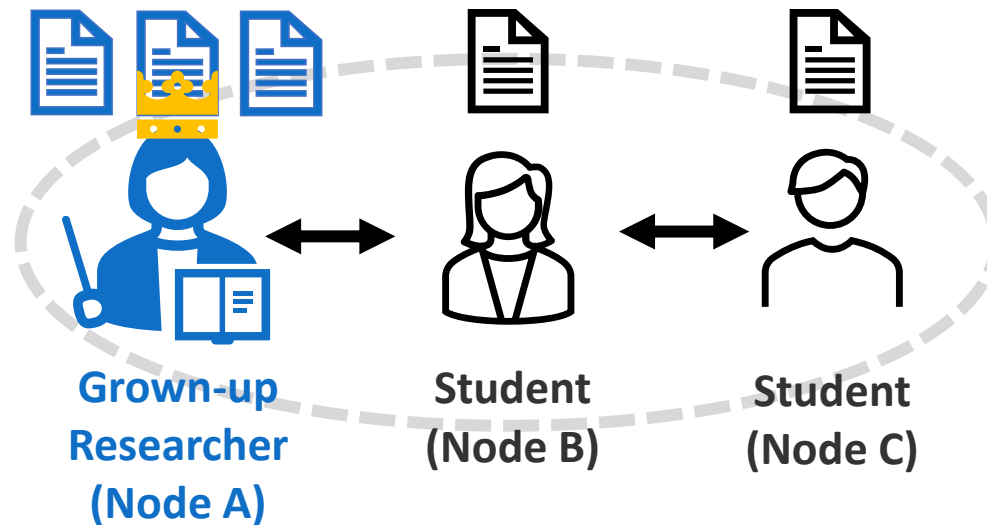 Grown-up
Researcher
(Node A)
Student
(Node B)
Student
(Node C)